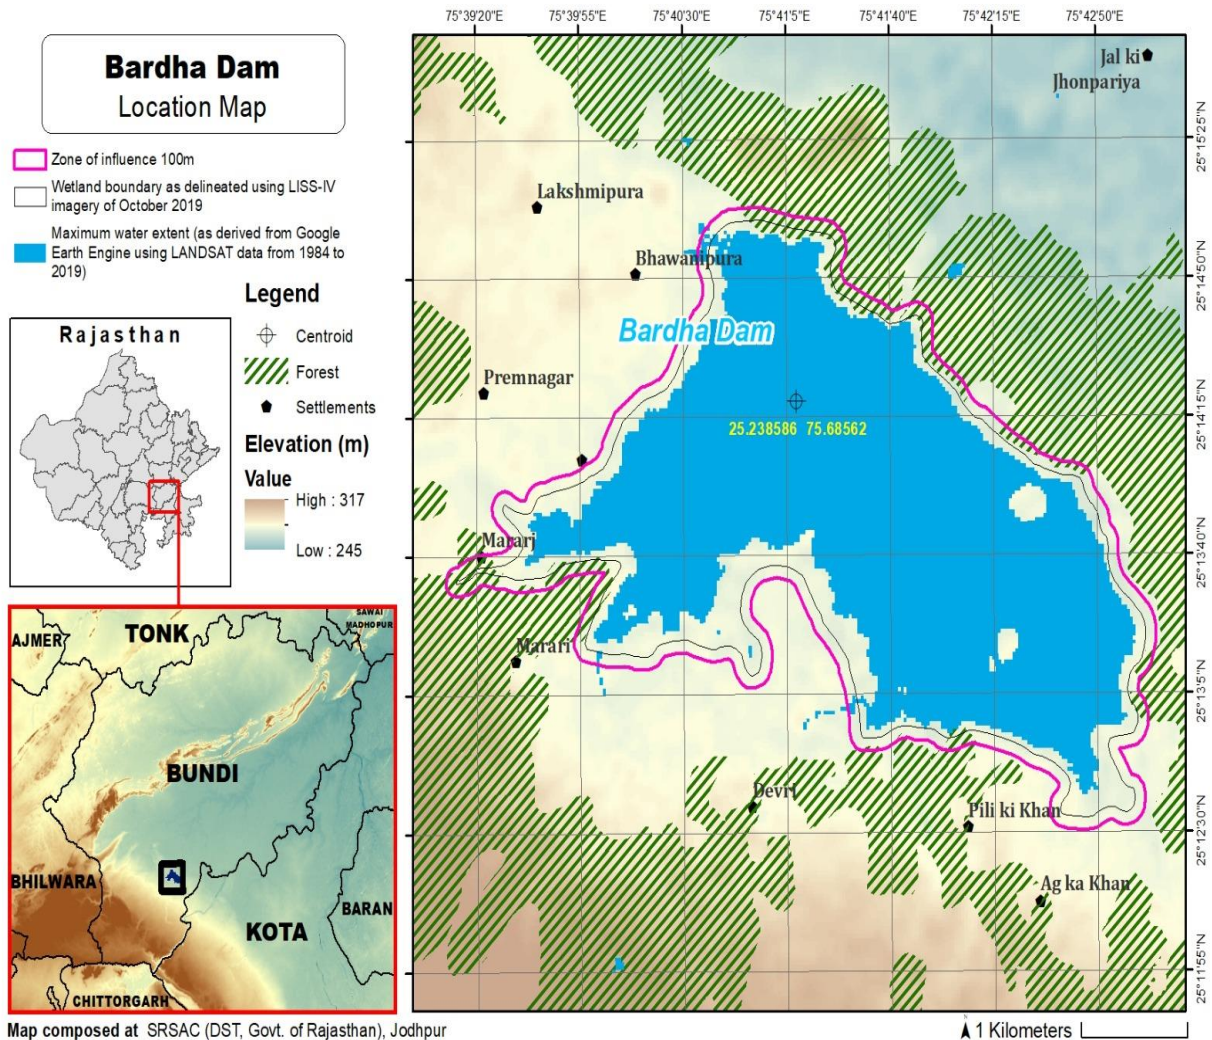 Bardha Dam
Location Map
Zone of influence 100m
Wetland boundary as delineated using LISS-IV
imagery of October 2019
Maximum water extent (as derived from Google
Earth Engine using LANDSAT data from 1984 to
2019)
Legend
Centroid
Forest
Settlements
Elevation (m)
Value
High : 317
Low : 245
Rajasthan
AJMER
TONK
SAWAI
MADHOPUR
BUNDI
BHILWARA
KOTA
BARAN
CHITTORGARH
75°39'20"E
75°39'55"E
75°40'30"E
75°41'5"E
75°41'40"E
75°42'15"E
75°42'50"E
Jal ki
Jhonpariya
Lakshmipura
Bhawanipura
Bardha Dam
Premnagar
25.238586 75.68562
Mararj
Marari
Devri
Pili ki Khan
Ag ka Khan
25°15'25"N
25°14'50"N
25°14'15"N
25°13'40"N
25°13'5"N
25°12'30"N
25°11'55"N
Map composed at SRSAC (DST, Govt. of Rajasthan), Jodhpur
1 Kilometers